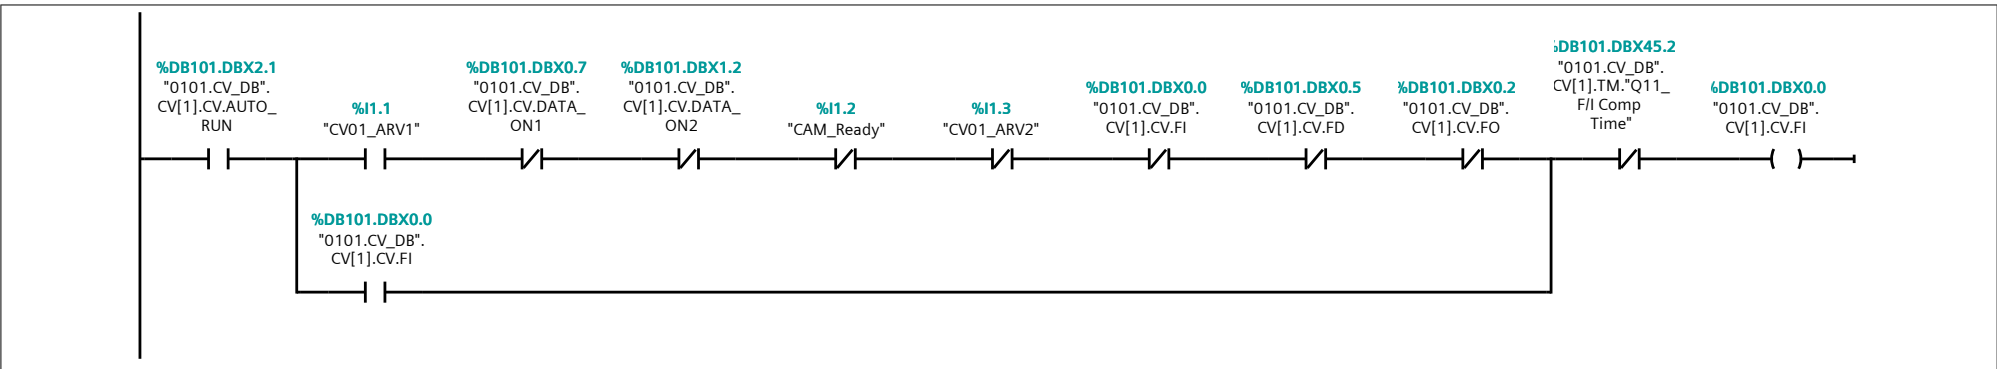 %DB101.DBX2.1
"0101.CV_DB".
CV[1].CV.AUTO_
RUN
%I1.1
"CV01_ARV1"
%DB101.DBX0.7
"0101.CV_DB".
CV[1].CV.DATA_
ON1
%DB101.DBX1.2
"0101.CV_DB".
CV[1].CV.DATA_
ON2
%I1.2
"CAM_Ready"
%I1.3
"CV01_ARV2"
%DB101.DBX0.0
"0101.CV_DB".
CV[1].CV.FI
%DB101.DBX0.5
"0101.CV_DB".
CV[1].CV.FD
%DB101.DBX0.2
"0101.CV_DB".
CV[1].CV.FO
%DB101.DBX45.2
"0101.CV_DB".
CV[1].TM."Q11_
F/I Comp
Time"
%DB101.DBX0.0
"0101.CV_DB".
CV[1].CV.FI
%DB101.DBX0.0
"0101.CV_DB".
CV[1].CV.FI